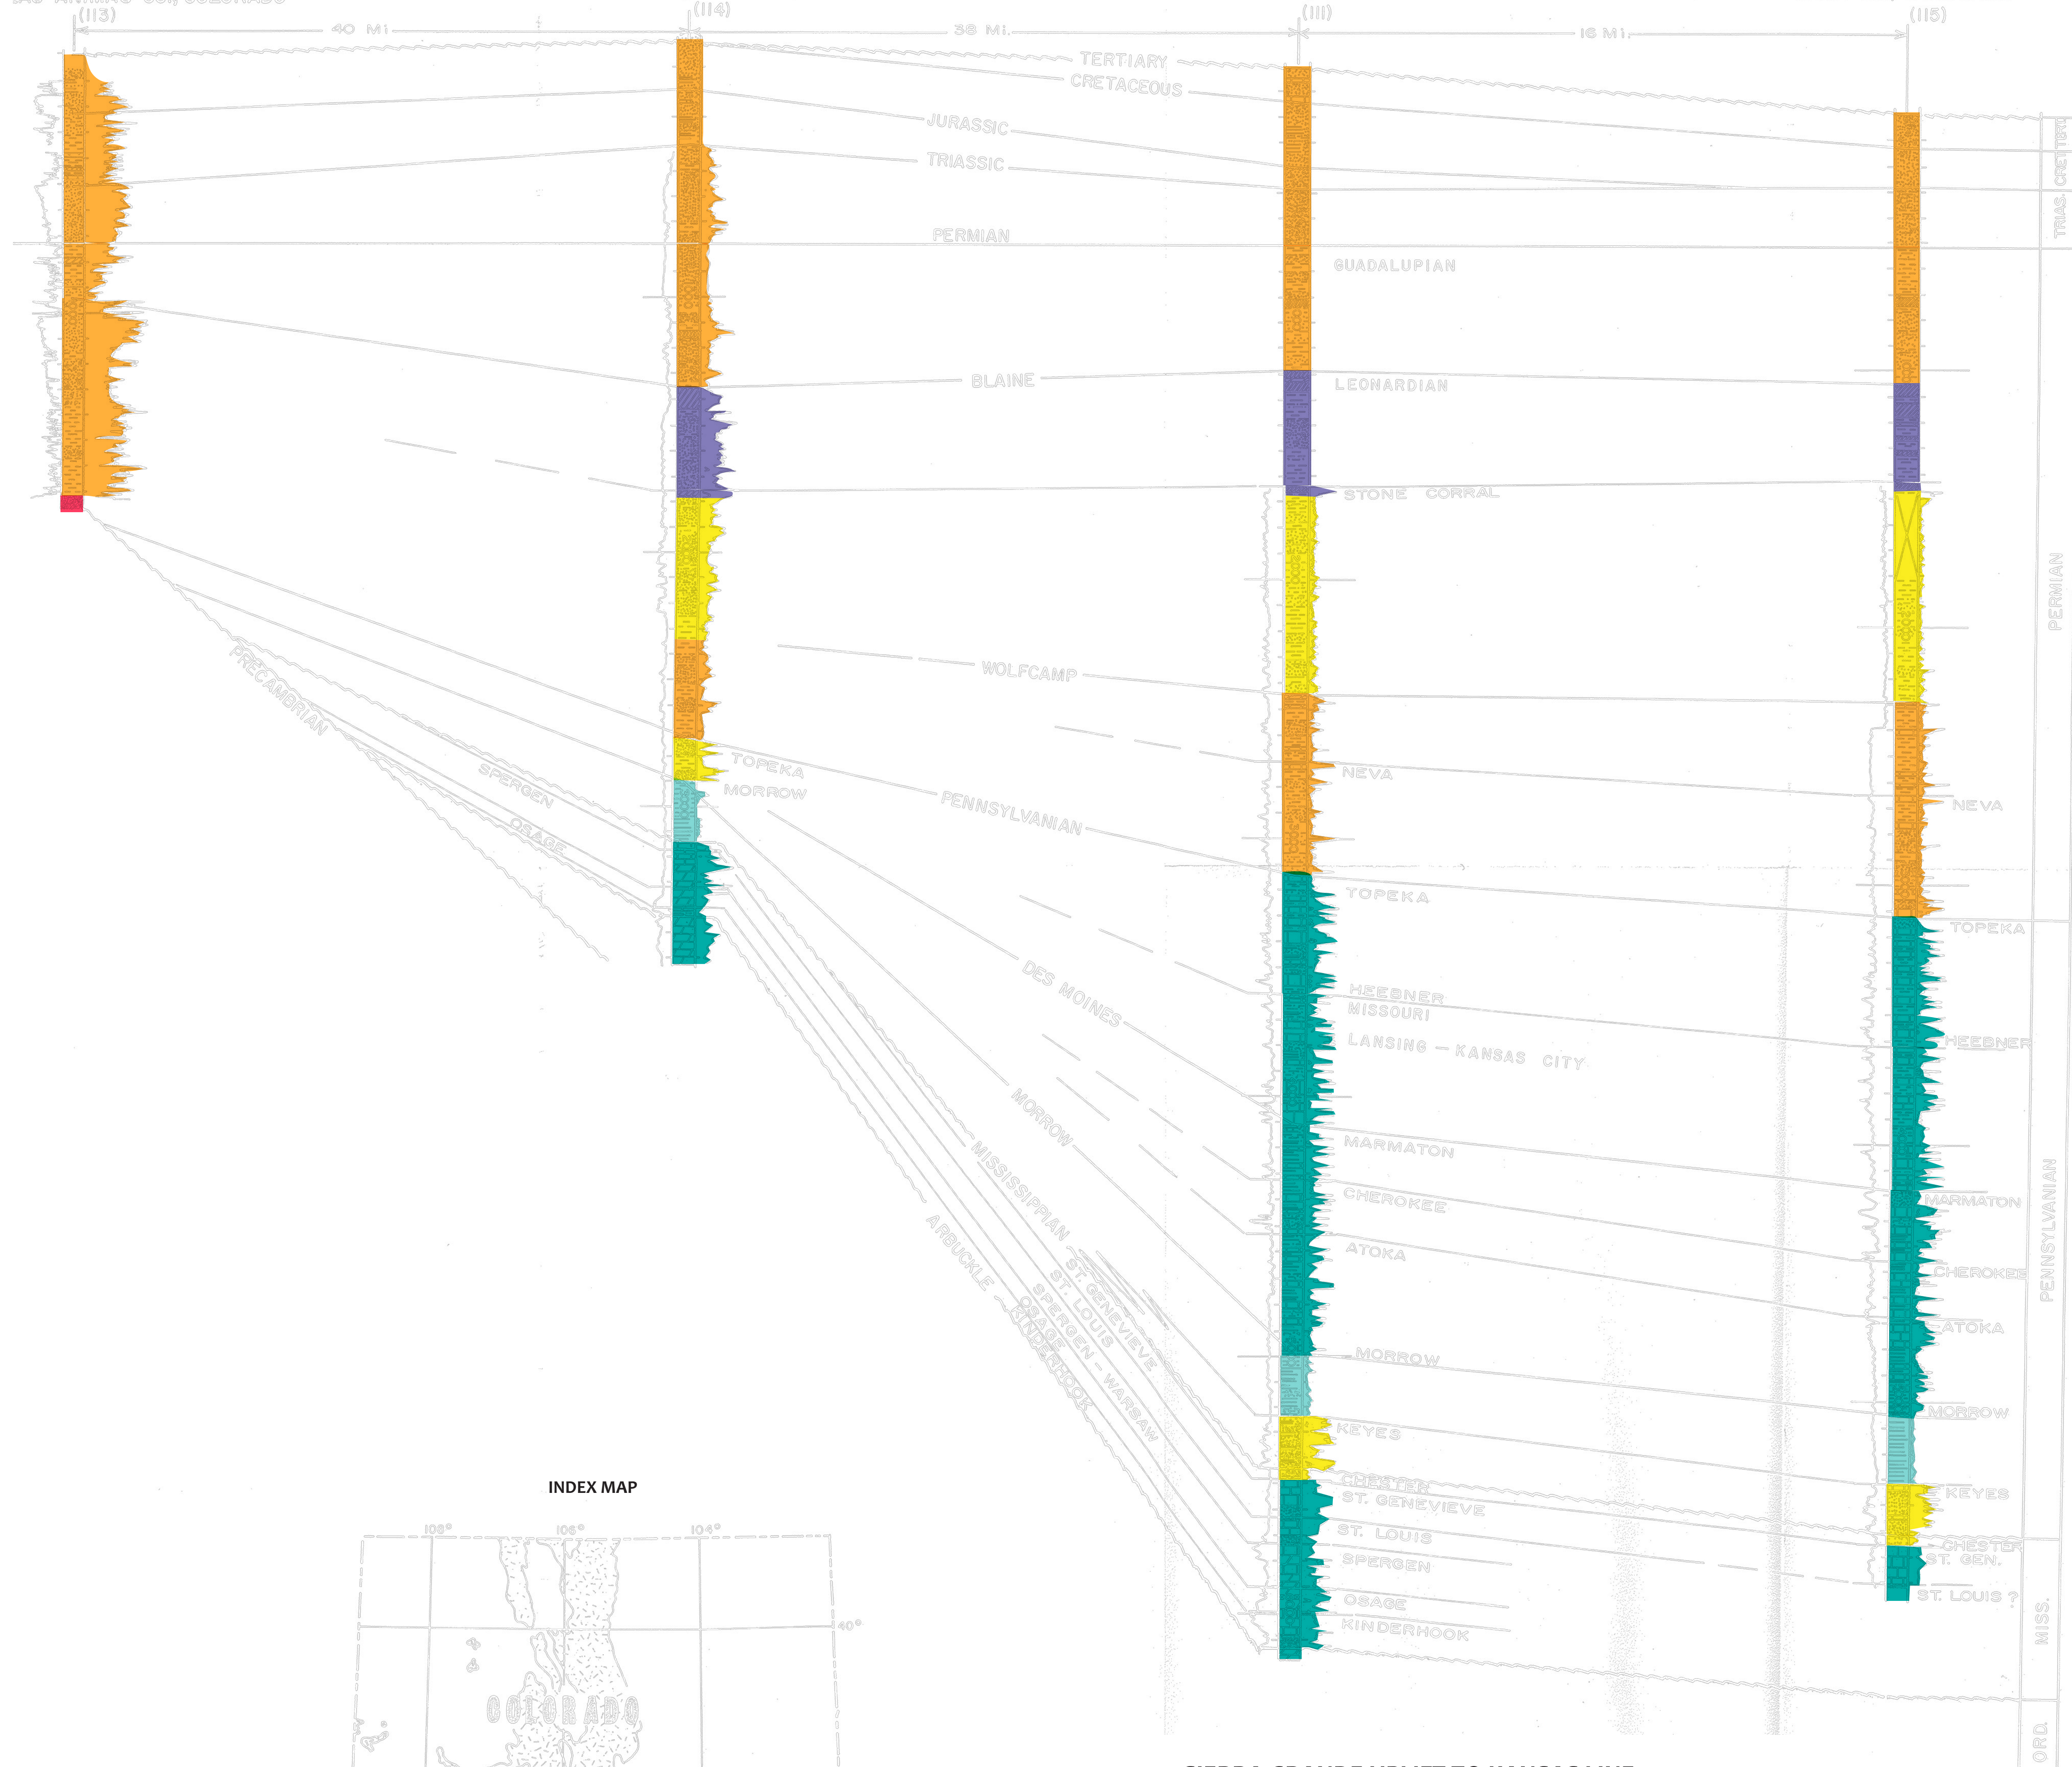 (113)
(114)
(111)
(115)
40 Mi.
38 Mi.
16 Mi.
TERTIARY
CRETACEOUS
JURASSIC
TRIASSIC
PERMIAN
GUADALUPIAN
BLAINE
LEONARDIAN
STONE CORRAL
WOLFCAMP
NEVA
NEVA
PRECAMBRIAN
TOPEKA
MORROW
SPERGEN
OSAGE
PENNSYLVANIAN
TOPEKA
TOPEKA
DES MOINES
HEEBNER
MISSOURI
LANSING - KANSAS CITY
HEEBNER
MORROW
MARMATON
MARMATON
CHEROKEE
CHEROKEE
ATOKA
ATOKA
MISSISSIPPIAN
ARBUCKLE
ST. GENEVIEVE
ST. LOUIS
SPERGEN - WARSAW
OSAGE
KINDERHOOK
MORROW
MORROW
KEYES
KEYES
CHESTER
ST. GENEVIEVE
ST. LOUIS
SPERGEN
OSAGE
KINDERHOOK
CHESTER
ST. GEN.
ST. LOUIS ?
TRIAS.
PERMIAN
PENNSYLVANIAN
MISS.
ORD.
INDEX MAP
108°
106°
104°
40°
COLORADO